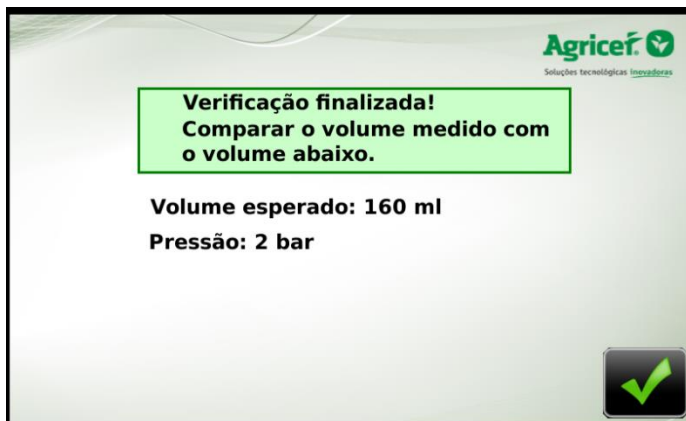 Agricef.
Soluções tecnológicas Inovadoras
Verificação finalizada!
Comparar o volume medido com
o volume abaixo.
Volume esperado: 160 ml
Pressão: 2 bar